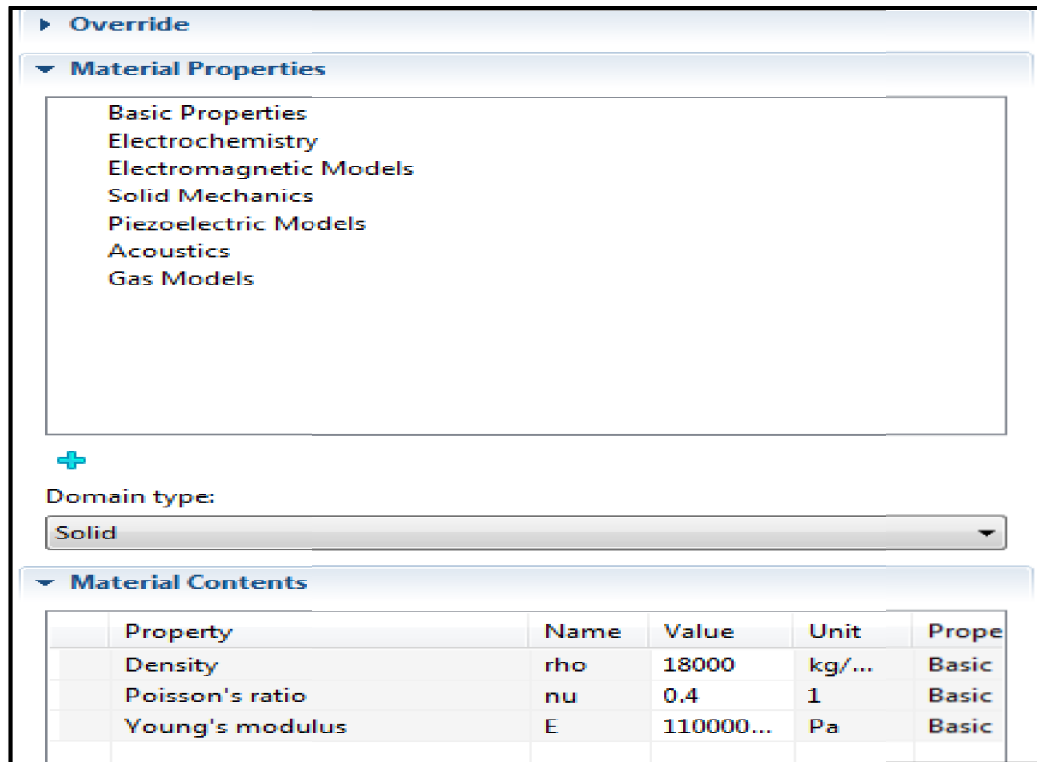 Override
Material Properties
Basic Properties
Electrochemistry
Electromagnetic Models
Solid Mechanics
Piezoelectric Models
Acoustics
Gas Models
Domain type:
Solid
Material Contents
Property Name Value Unit Prope
Density rho 18000 kg/... Basic
Poisson's ratio nu 0.4 1 Basic
Young's modulus E 110000... Pa Basic